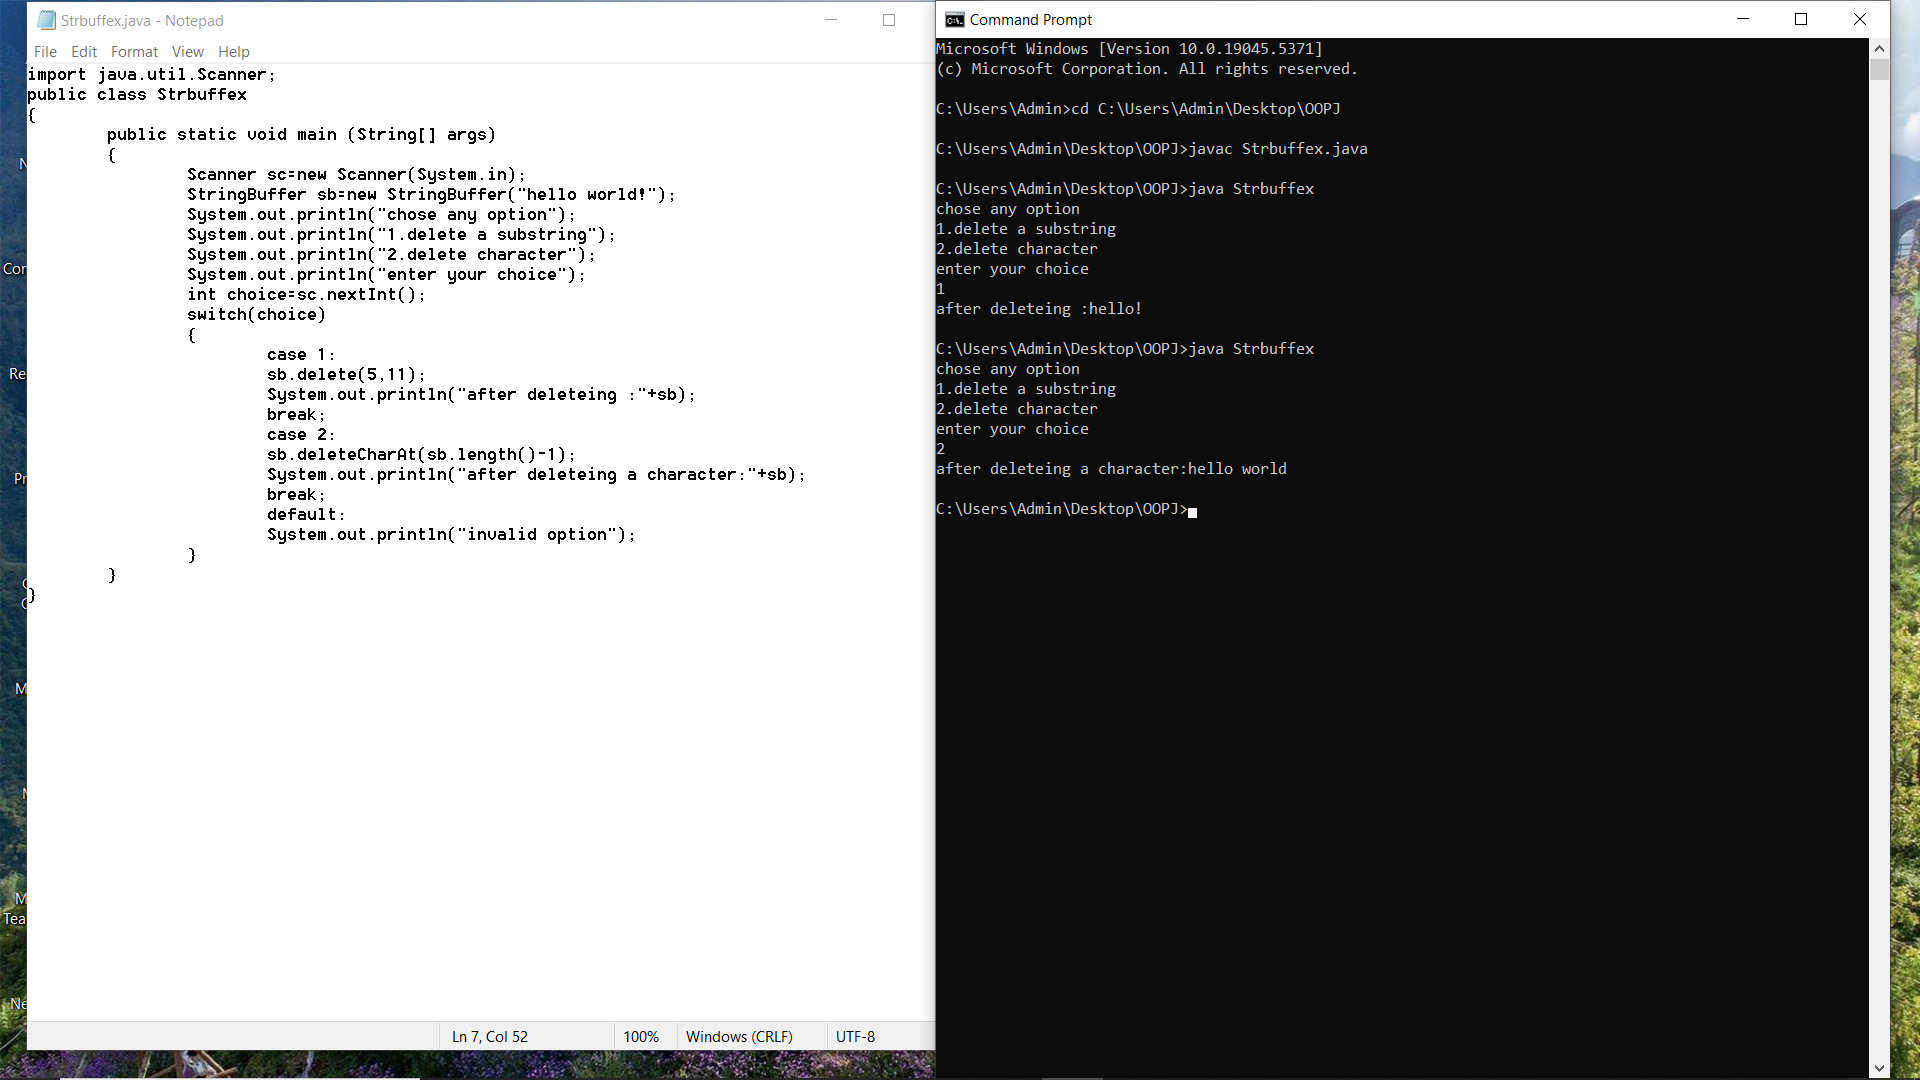 Strbuffex.java - Notepad
File Edit Format View Help
import java.util.Scanner;
public class Strbuffex
{
public static void main (String[] args)
{
Scanner sc=new Scanner(System.in);
StringBuffer sb=new StringBuffer("hello world!");
System.out.println("chose any option");
System.out.println("1.delete a substring");
System.out.println("2.delete character");
System.out.println("enter your choice");
int choice=sc.nextInt();
switch(choice)
{
case 1:
sb.delete(5,11);
System.out.println("after deleteing :"+sb);
break;
case 2:
sb.deleteCharAt(sb.length()-1);
System.out.println("after deleteing a character:"+sb);
break;
default:
System.out.println("invalid option");
}
}
}
Ln 7, Col 52 100% Windows (CRLF) UTF-8
Command Prompt
Microsoft Windows [Version 10.0.19045.5371]
(c) Microsoft Corporation. All rights reserved.
C:\Users\Admin>cd C:\Users\Admin\Desktop\OOPJ
C:\Users\Admin\Desktop\OOPJ>javac Strbuffex.java
C:\Users\Admin\Desktop\OOPJ>java Strbuffex
chose any option
1.delete a substring
2.delete character
enter your choice
1
after deleteing :hello!
C:\Users\Admin\Desktop\OOPJ>java Strbuffex
chose any option
1.delete a substring
2.delete character
enter your choice
2
after deleteing a character:hello world
C:\Users\Admin\Desktop\OOPJ>